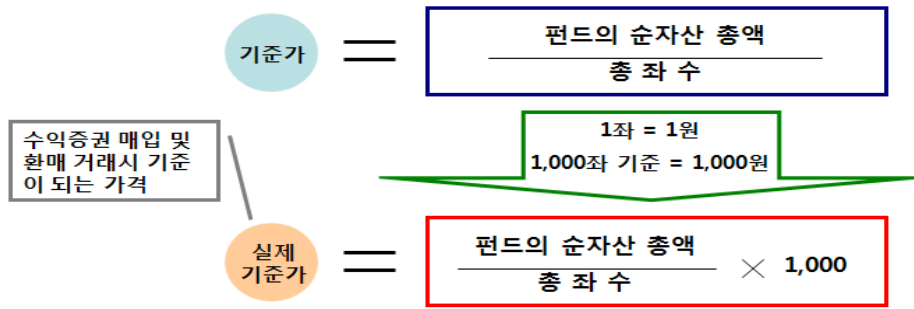 기준가
펀드의 순자산 총액
총 좌 수
수익증권 매입 및
환매 거래시 기준
이 되는 가격
1좌 = 1원
1,000좌 기준 = 1,000원
실제
기준가
펀드의 순자산 총액
총 좌 수
× 1,000